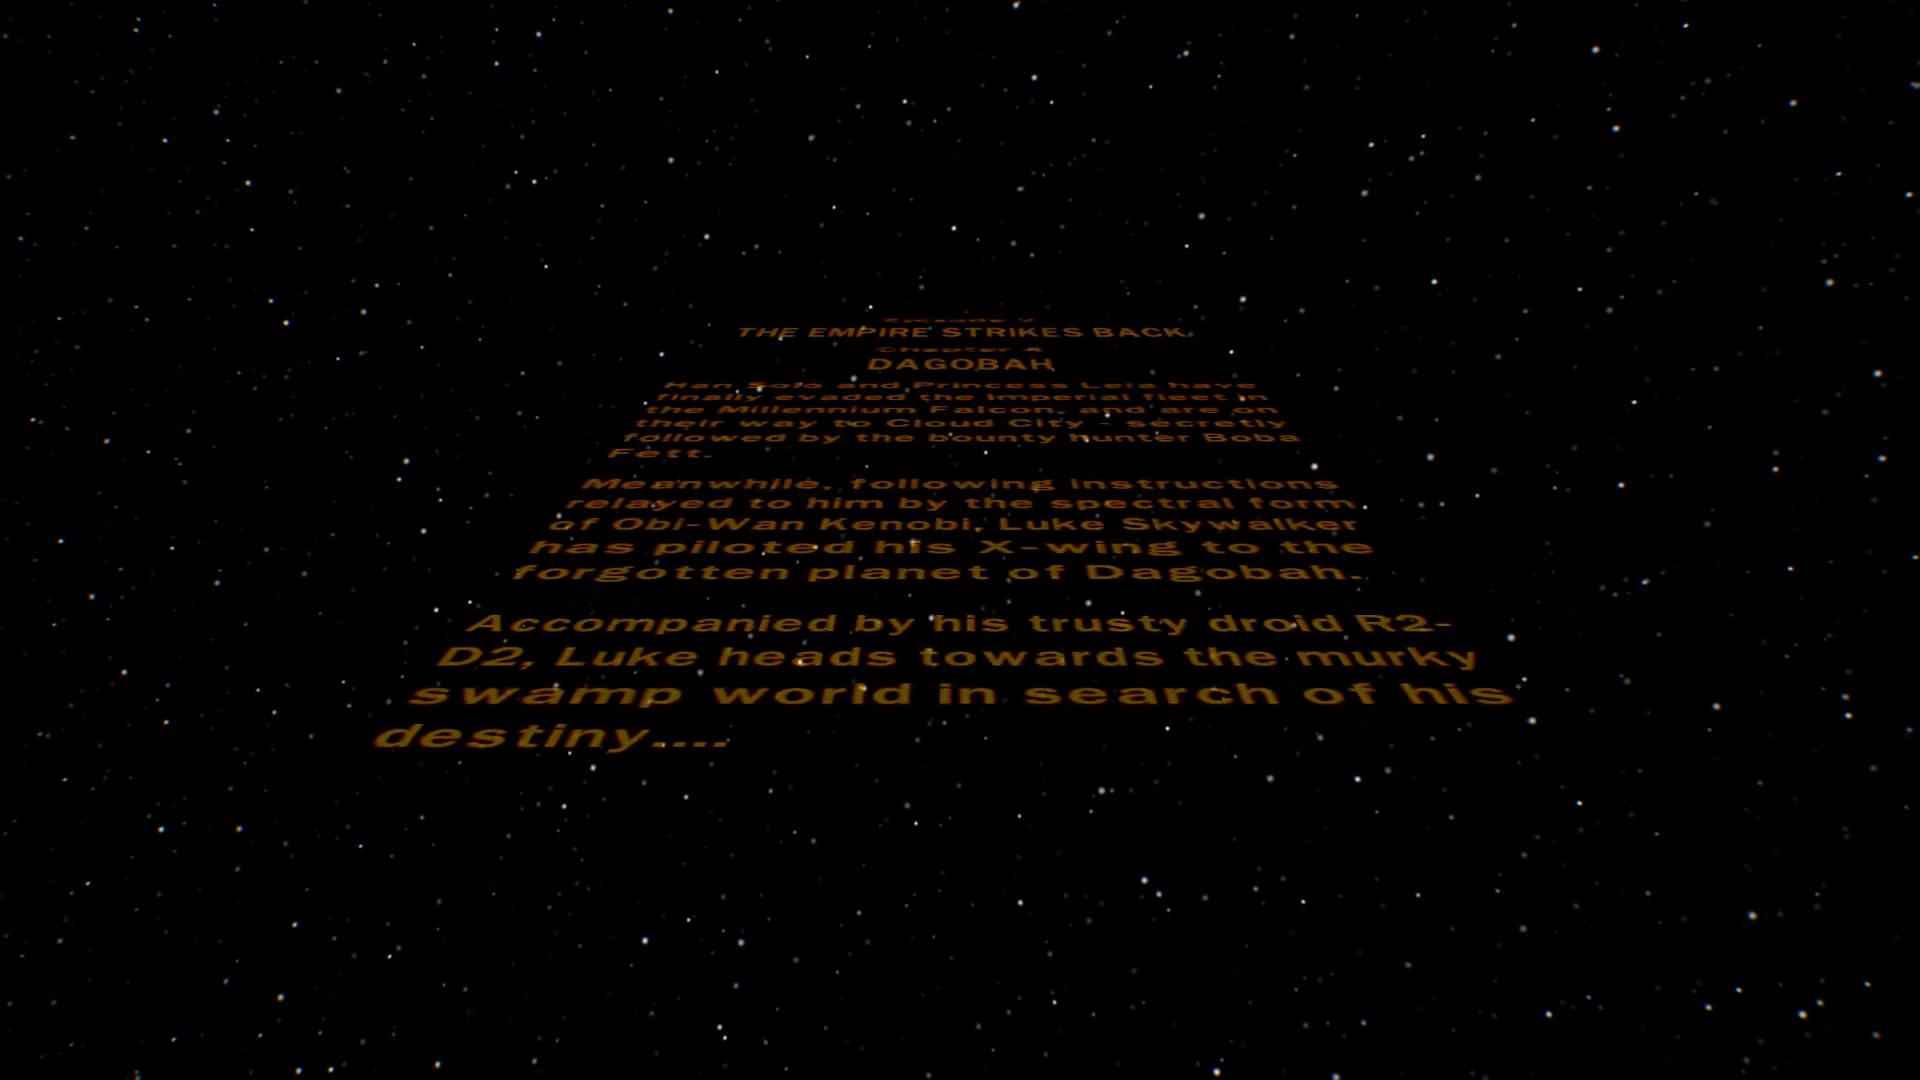 Episode V
THE EMPIRE STRIKES BACK
Chapter 4
DAGOBAH
Han Solo and Princess Leia have
finally evaded the Imperial fleet in
the Millennium Falcon, and are on
their way to Cloud City - secretly
followed by the bounty hunter Boba
Fett.
Meanwhile, following instructions
relayed to him by the spectral form
of Obi-Wan Kenobi, Luke Skywalker
has piloted his X-wing to the
forgotten planet of Dagobah.
Accompanied by his trusty droid R2-
D2, Luke heads towards the murky
swamp world in search of his
destiny....